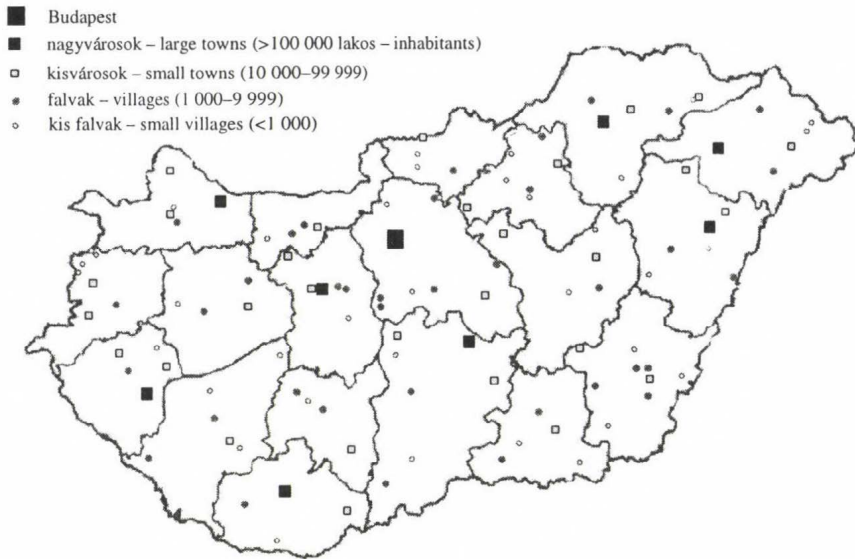 Budapest
nagyvárosok – large towns (>100 000 lakos – inhabitants)
kisvárosok – small towns (10 000–99 999)
falvak – villages (1 000–9 999)
kis falvak – small villages (<1 000)